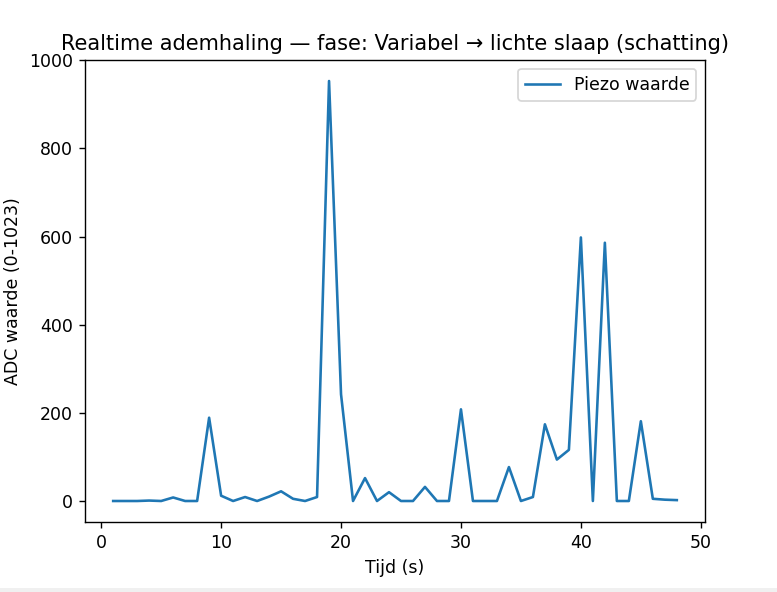 Realtime ademhaling — fase: Variabel → lichte slaap (schatting)
Piezo waarde
ADC waarde (0-1023)
1000
800
600
400
200
0
0 10 20 30 40 50
Tijd (s)